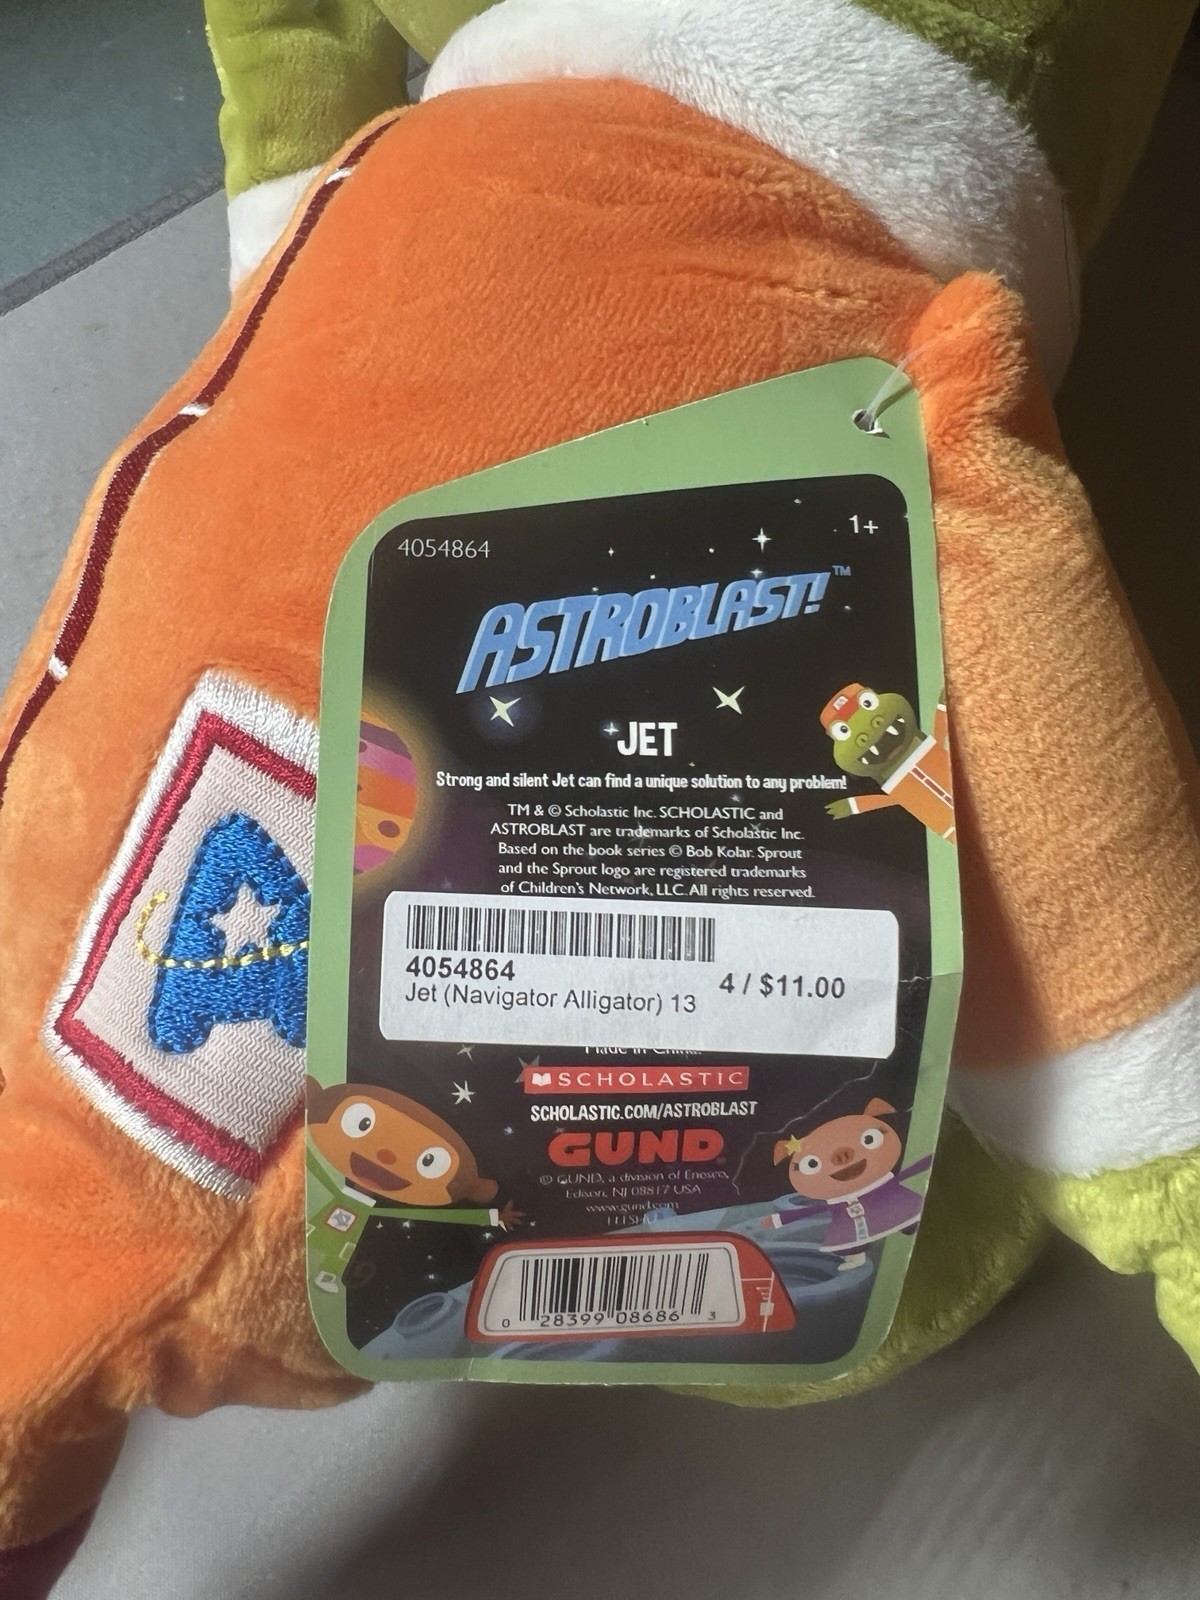 4054864
1+
ASTROBLAST!™
JET
Strong and silent Jet can find a unique solution to any problem!
TM & © Scholastic Inc. SCHOLASTIC and
ASTROBLAST are trademarks of Scholastic Inc.
Based on the book series © Bob Kolar. Sprout
and the Sprout logo are registered trademarks
of Children's Network, LLC. All rights reserved.
4054864
Jet (Navigator Alligator) 13
4 / $11.00
Made in China.
SCHOLASTIC
SCHOLASTIC.COM/ASTROBLAST
GUND
© GUND, a division of Enesco,
Edison, NJ 08817 USA
www.gund.com
0 28399 08686 3
A